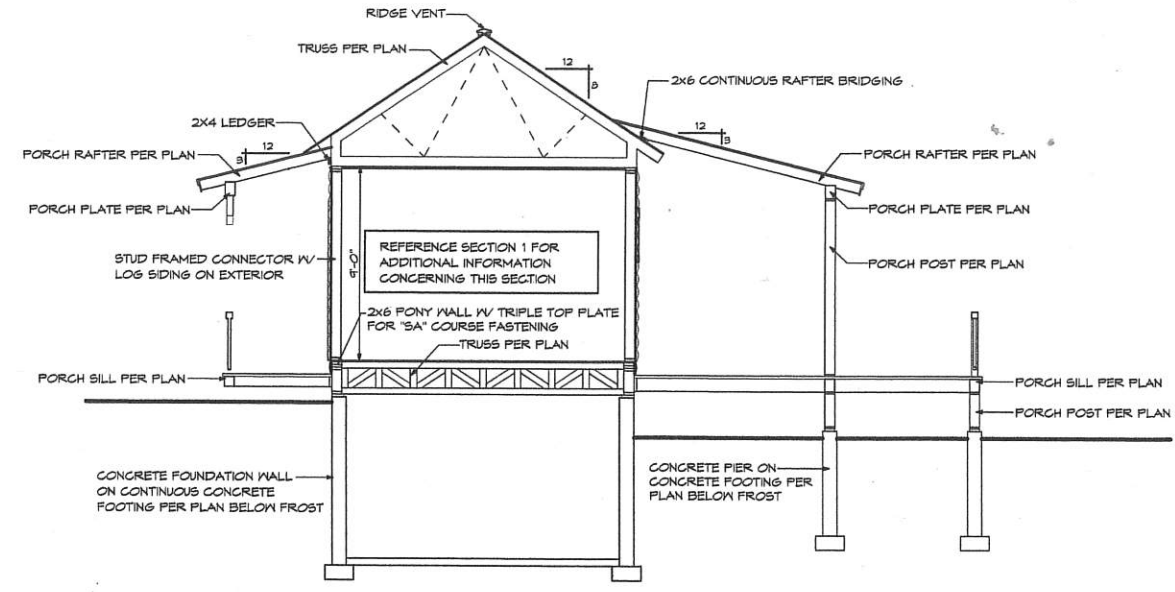 RIDGE VENT
TRUSS PER PLAN
12
8
2X6 CONTINUOUS RAFTER BRIDGING
2X4 LEDGER
12
3
12
3
PORCH RAFTER PER PLAN
PORCH RAFTER PER PLAN
PORCH PLATE PER PLAN
PORCH PLATE PER PLAN
STUD FRAMED CONNECTOR W/
LOG SIDING ON EXTERIOR
9'-0"
REFERENCE SECTION 1 FOR
ADDITIONAL INFORMATION
CONCERNING THIS SECTION
PORCH POST PER PLAN
2X6 PONY WALL W/ TRIPLE TOP PLATE
FOR "SA" COURSE FASTENING
TRUSS PER PLAN
PORCH SILL PER PLAN
PORCH SILL PER PLAN
PORCH POST PER PLAN
CONCRETE FOUNDATION WALL
ON CONTINUOUS CONCRETE
FOOTING PER PLAN BELOW FROST
CONCRETE PIER ON
CONCRETE FOOTING PER
PLAN BELOW FROST